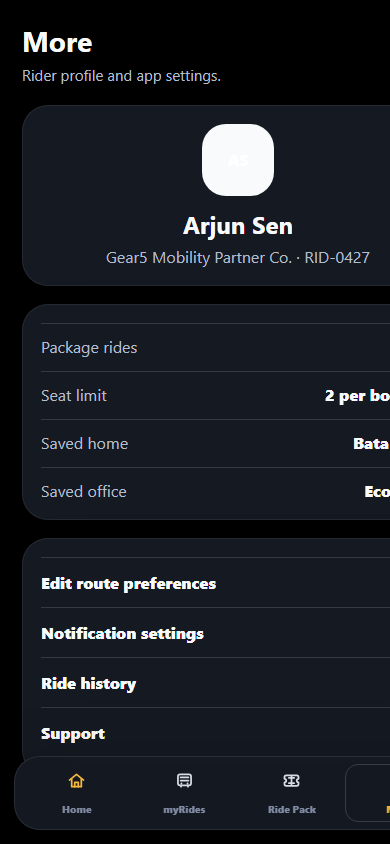 More
Rider profile and app settings.
AS
Arjun Sen
Gear5 Mobility Partner Co. · RID-0427
Package rides
Seat limit 2 per bo
Saved home Bata
Saved office Eco
Edit route preferences
Notification settings
Ride history
Support
Home myRides Ride Pack